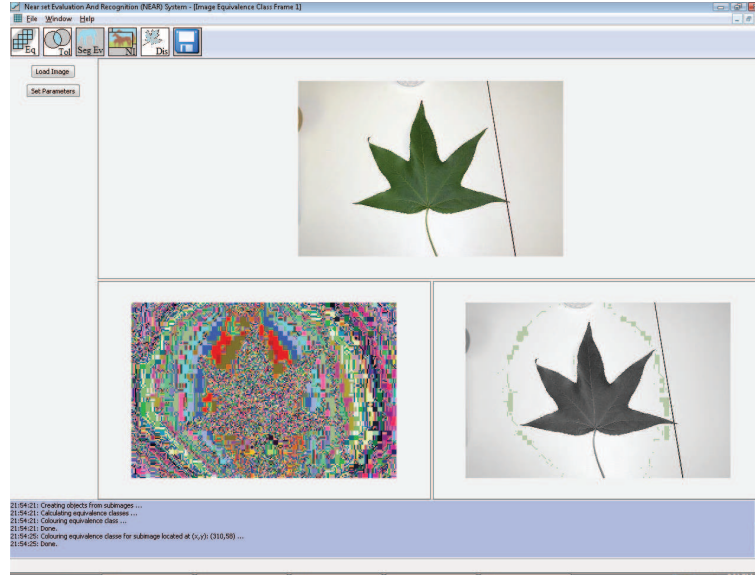 Near set Evaluation And Recognition (NEAR) System - [Image Equivalence Class Frame 1]
File Window Help
Eq Tol Seg Ev NI Dis
Load Image
Set Parameters
21:54:21: Creating objects from subimages ...
21:54:21: Calculating equivalence classes ...
21:54:21: Colouring equivalence class ...
21:54:21: Done.
21:54:25: Colouring equivalence classe for subimage located at (x,y): (310,58) ...
21:54:25: Done.